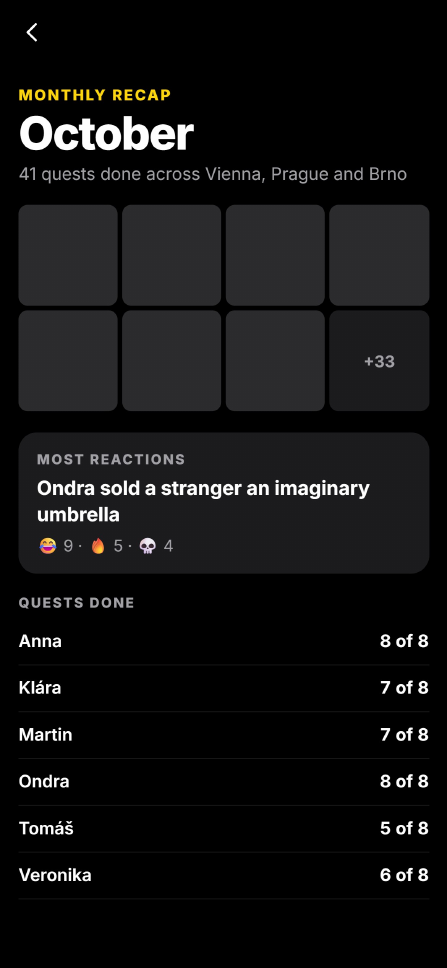 MONTHLY RECAP
October
41 quests done across Vienna, Prague and Brno
+33
MOST REACTIONS
Ondra sold a stranger an imaginary
umbrella
😂 9 · 🔥 5 · 💀 4
QUESTS DONE
Anna 8 of 8
Klára 7 of 8
Martin 7 of 8
Ondra 8 of 8
Tomáš 5 of 8
Veronika 6 of 8